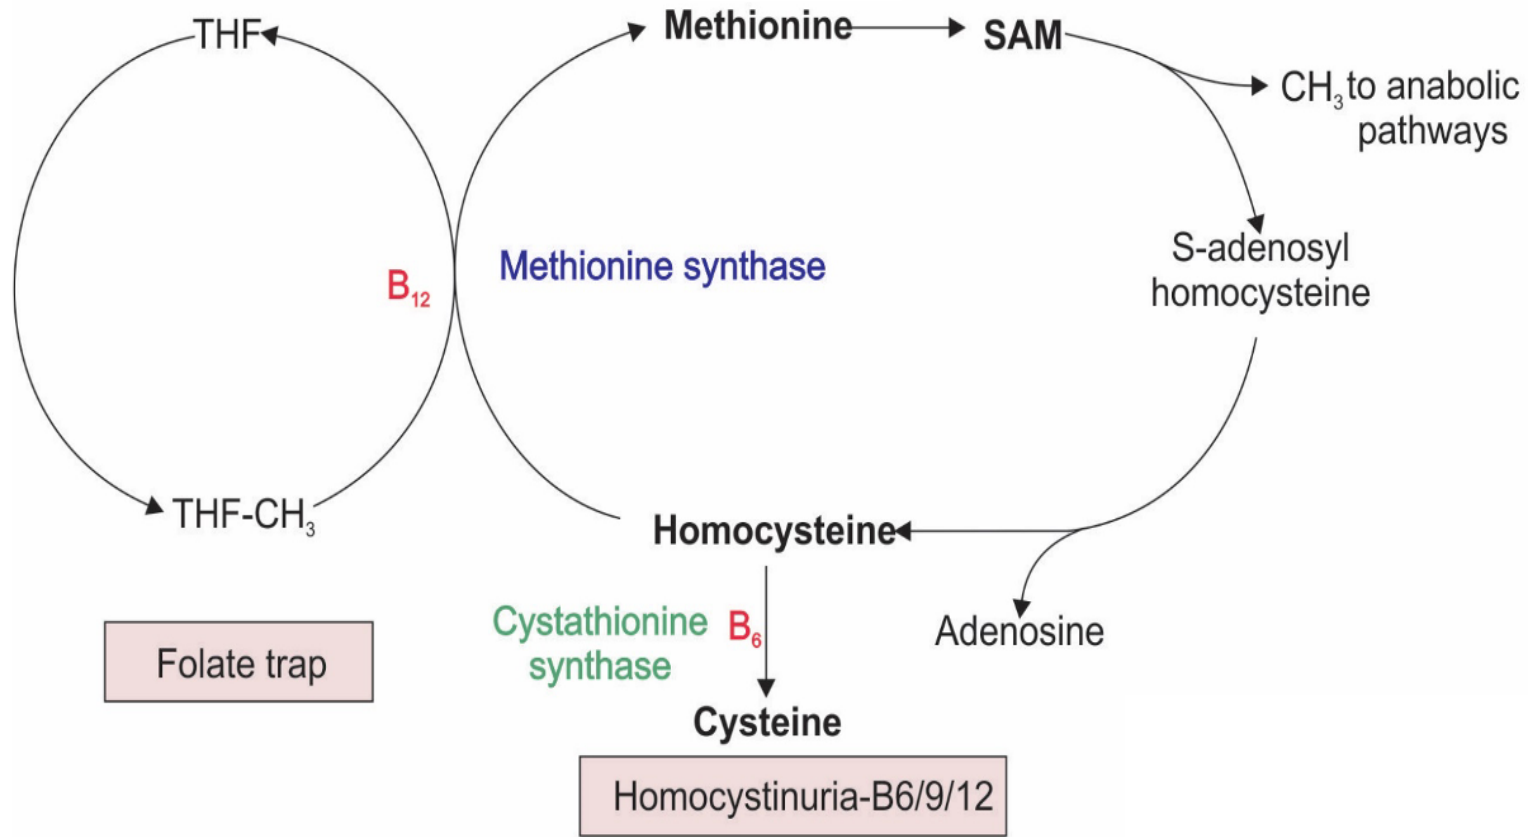 THF
Methionine
SAM
CH₃ to anabolic
pathways
S-adenosyl
homocysteine
B₁₂
Methionine synthase
THF-CH₃
Homocysteine
Adenosine
Cystathionine
synthase
B₆
Folate trap
Cysteine
Homocystinuria-B6/9/12